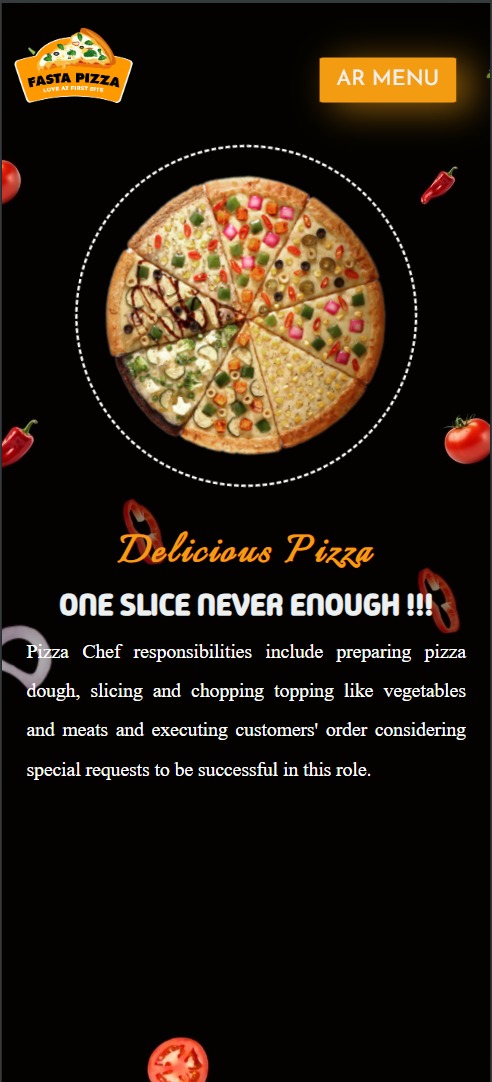 FASTA PIZZA
LOVE AT FIRST BITE
AR MENU
Delicious Pizza
ONE SLICE NEVER ENOUGH !!!
Pizza Chef responsibilities include preparing pizza
dough, slicing and chopping topping like vegetables
and meats and executing customers' order considering
special requests to be successful in this role.